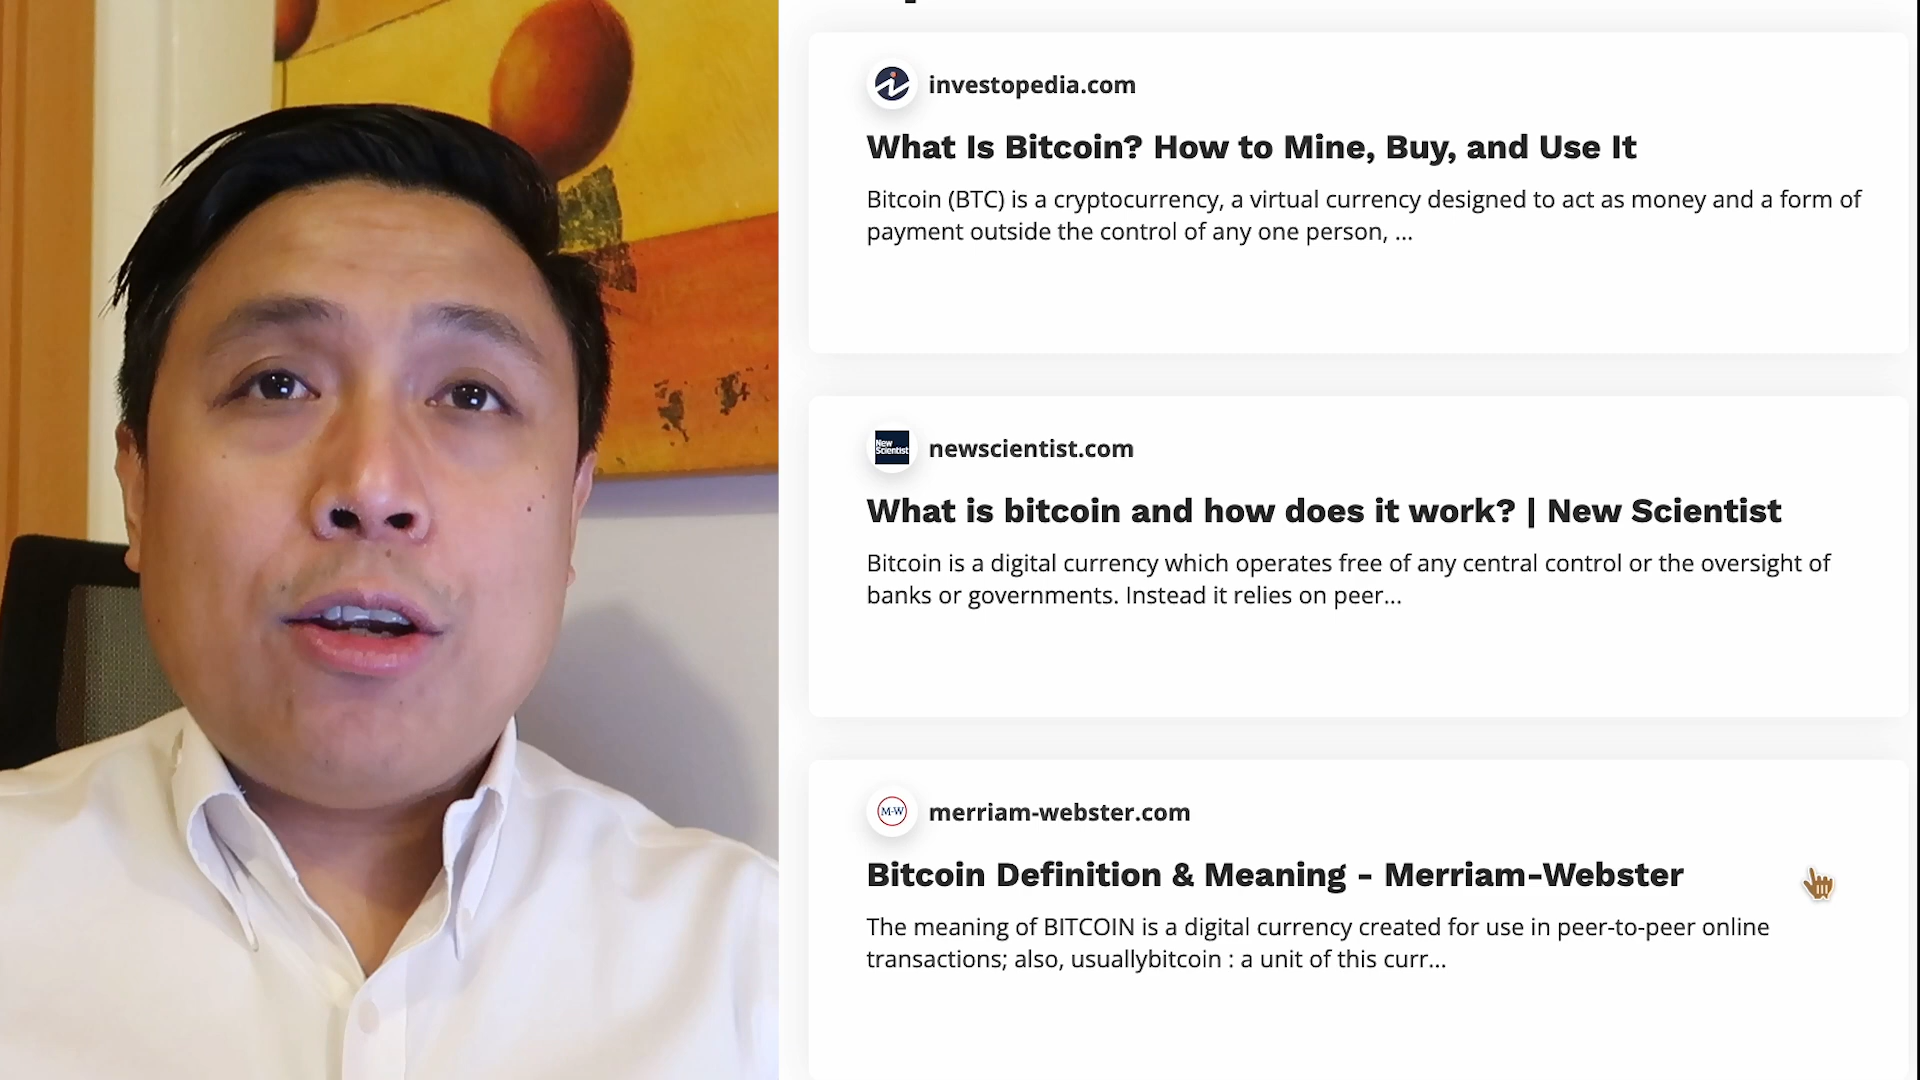 investopedia.com
What Is Bitcoin? How to Mine, Buy, and Use It
Bitcoin (BTC) is a cryptocurrency, a virtual currency designed to act as money and a form of
payment outside the control of any one person, ...
New
Scientist
newscientist.com
What is bitcoin and how does it work? | New Scientist
Bitcoin is a digital currency which operates free of any central control or the oversight of
banks or governments. Instead it relies on peer...
M-W
merriam-webster.com
Bitcoin Definition & Meaning - Merriam-Webster
The meaning of BITCOIN is a digital currency created for use in peer-to-peer online
transactions; also, usuallybitcoin : a unit of this curr...